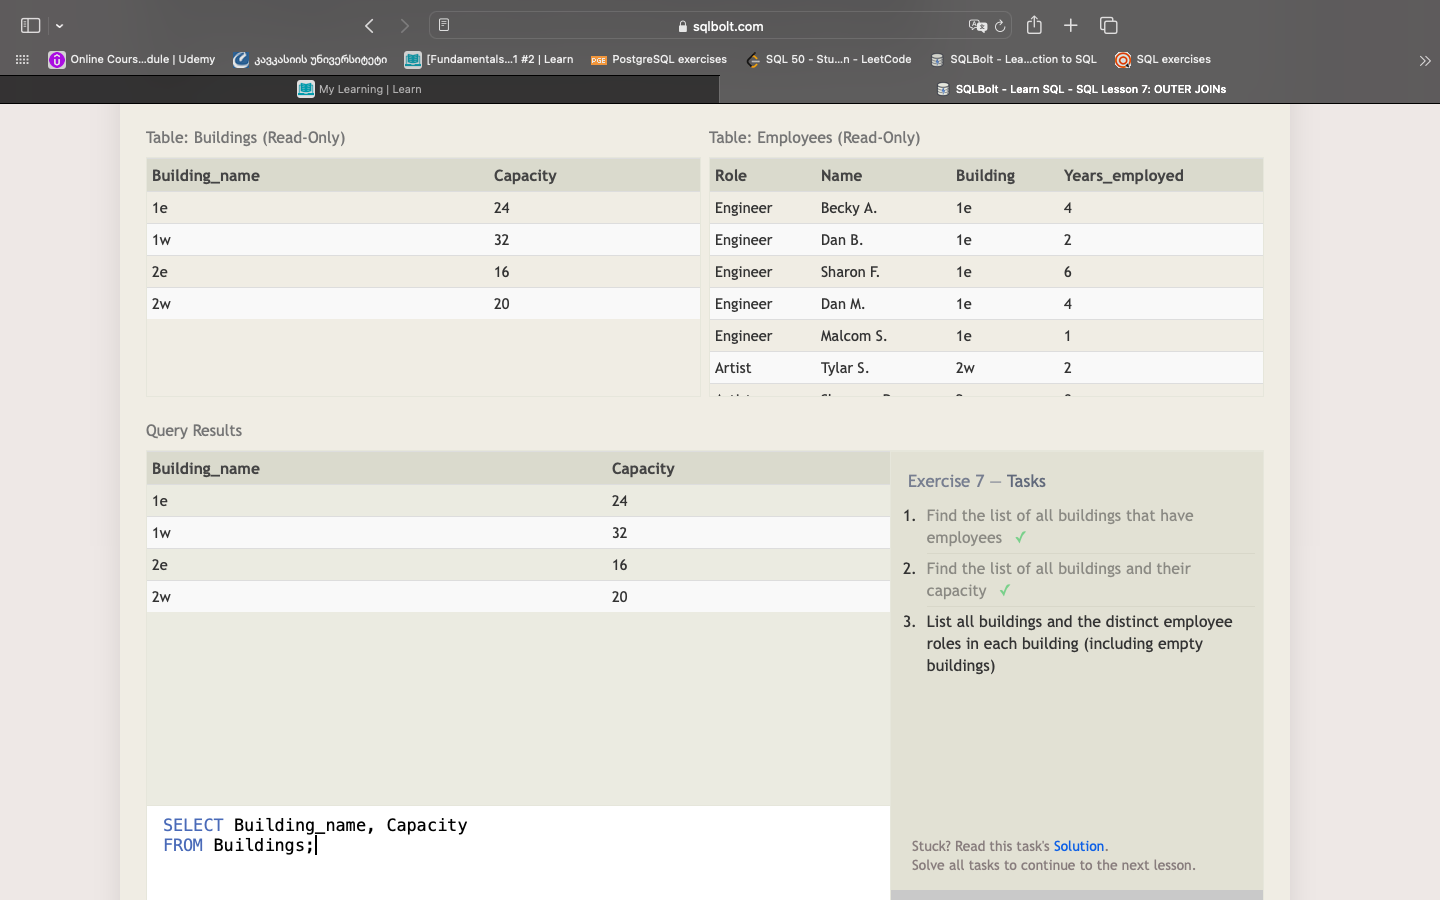 sqlbolt.com
Online Cours...dule | Udemy
კავკასიის უნივერსიტეტი
[Fundamentals...1 #2 | Learn
PGE PostgreSQL exercises
SQL 50 - Stu...n - LeetCode
SQLBolt - Lea...ction to SQL
SQL exercises
My Learning | Learn
SQLBolt - Learn SQL - SQL Lesson 7: OUTER JOINs
Table: Buildings (Read-Only)
Building_name Capacity
1e 24
1w 32
2e 16
2w 20
Table: Employees (Read-Only)
Role Name Building Years_employed
Engineer Becky A. 1e 4
Engineer Dan B. 1e 2
Engineer Sharon F. 1e 6
Engineer Dan M. 1e 4
Engineer Malcom S. 1e 1
Artist Tylar S. 2w 2
Query Results
Building_name Capacity
1e 24
1w 32
2e 16
2w 20
Exercise 7 — Tasks
1. Find the list of all buildings that have
employees ✓
2. Find the list of all buildings and their
capacity ✓
3. List all buildings and the distinct employee
roles in each building (including empty
buildings)
Stuck? Read this task's Solution.
Solve all tasks to continue to the next lesson.
SELECT Building_name, Capacity
FROM Buildings;